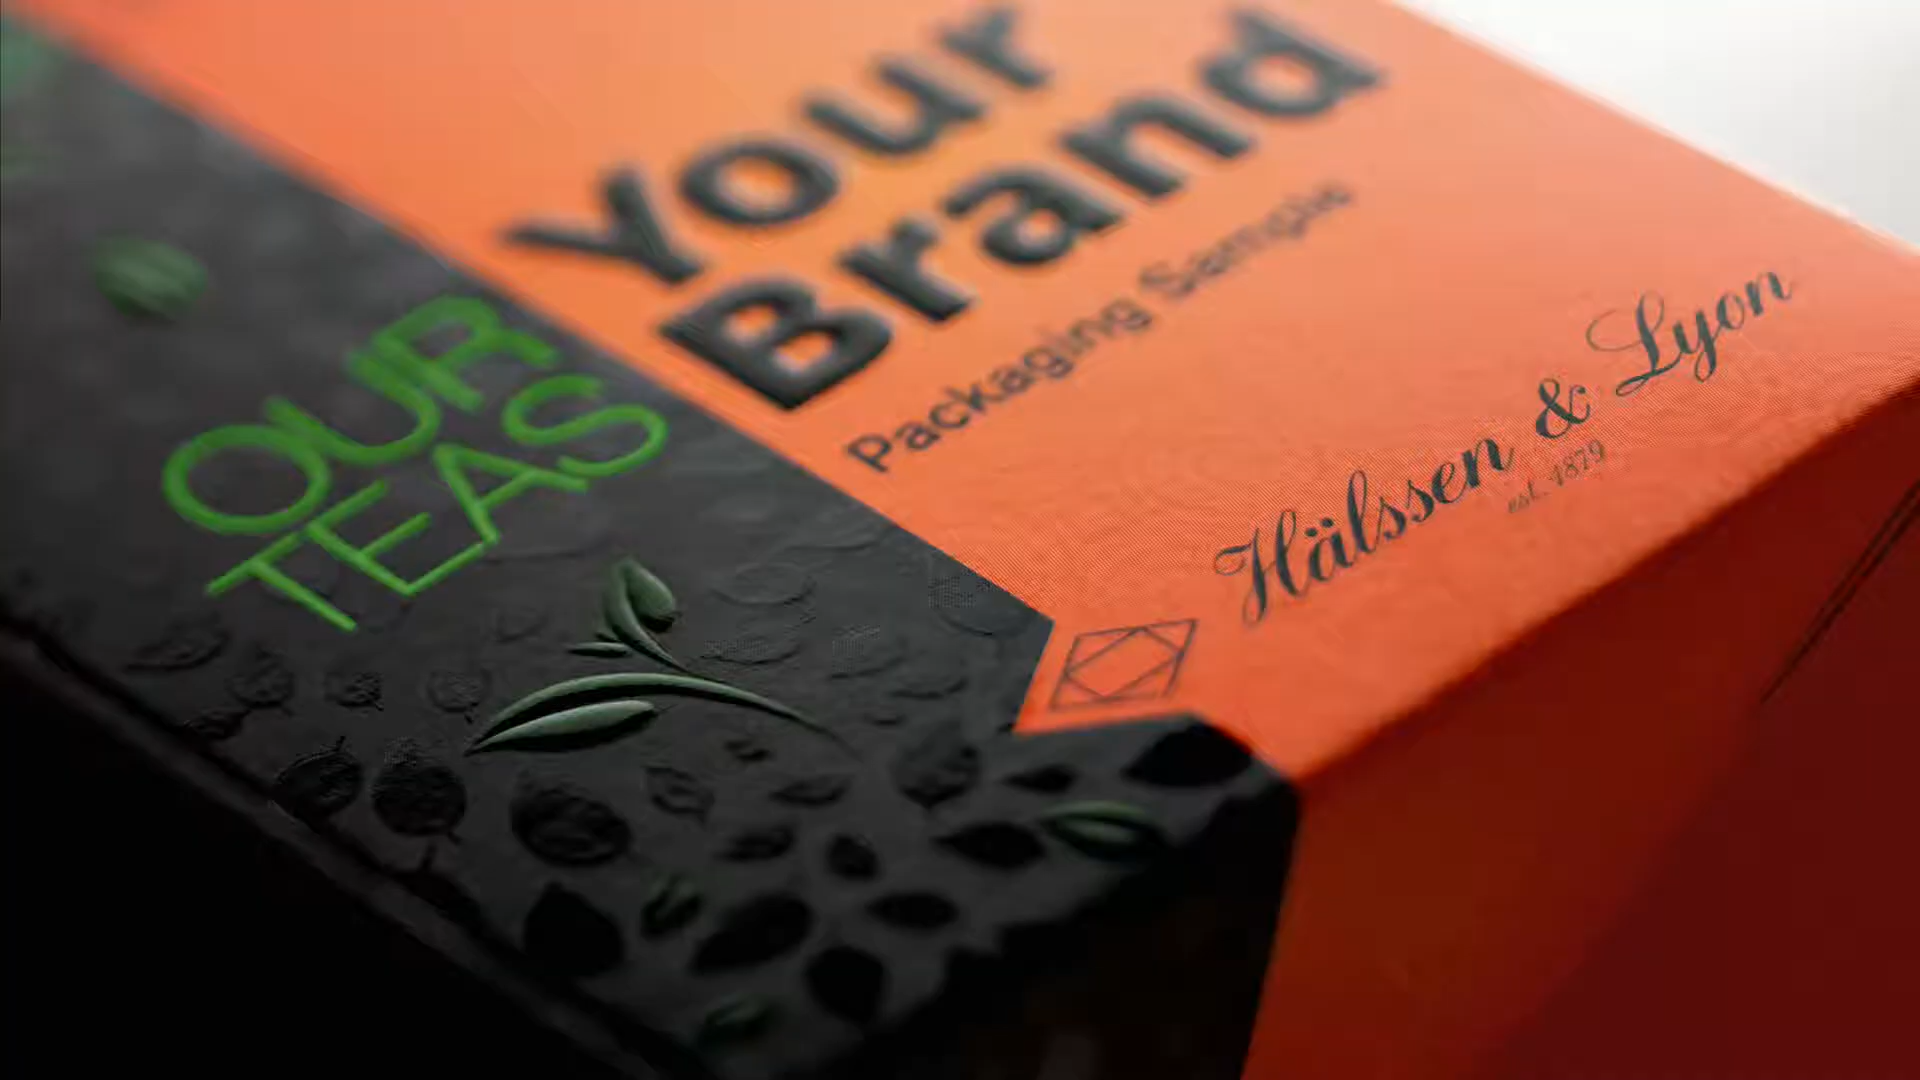 Your
Brand
Packaging Sample
OUR
TEAS
Hälssen & Lyon
est. 1879